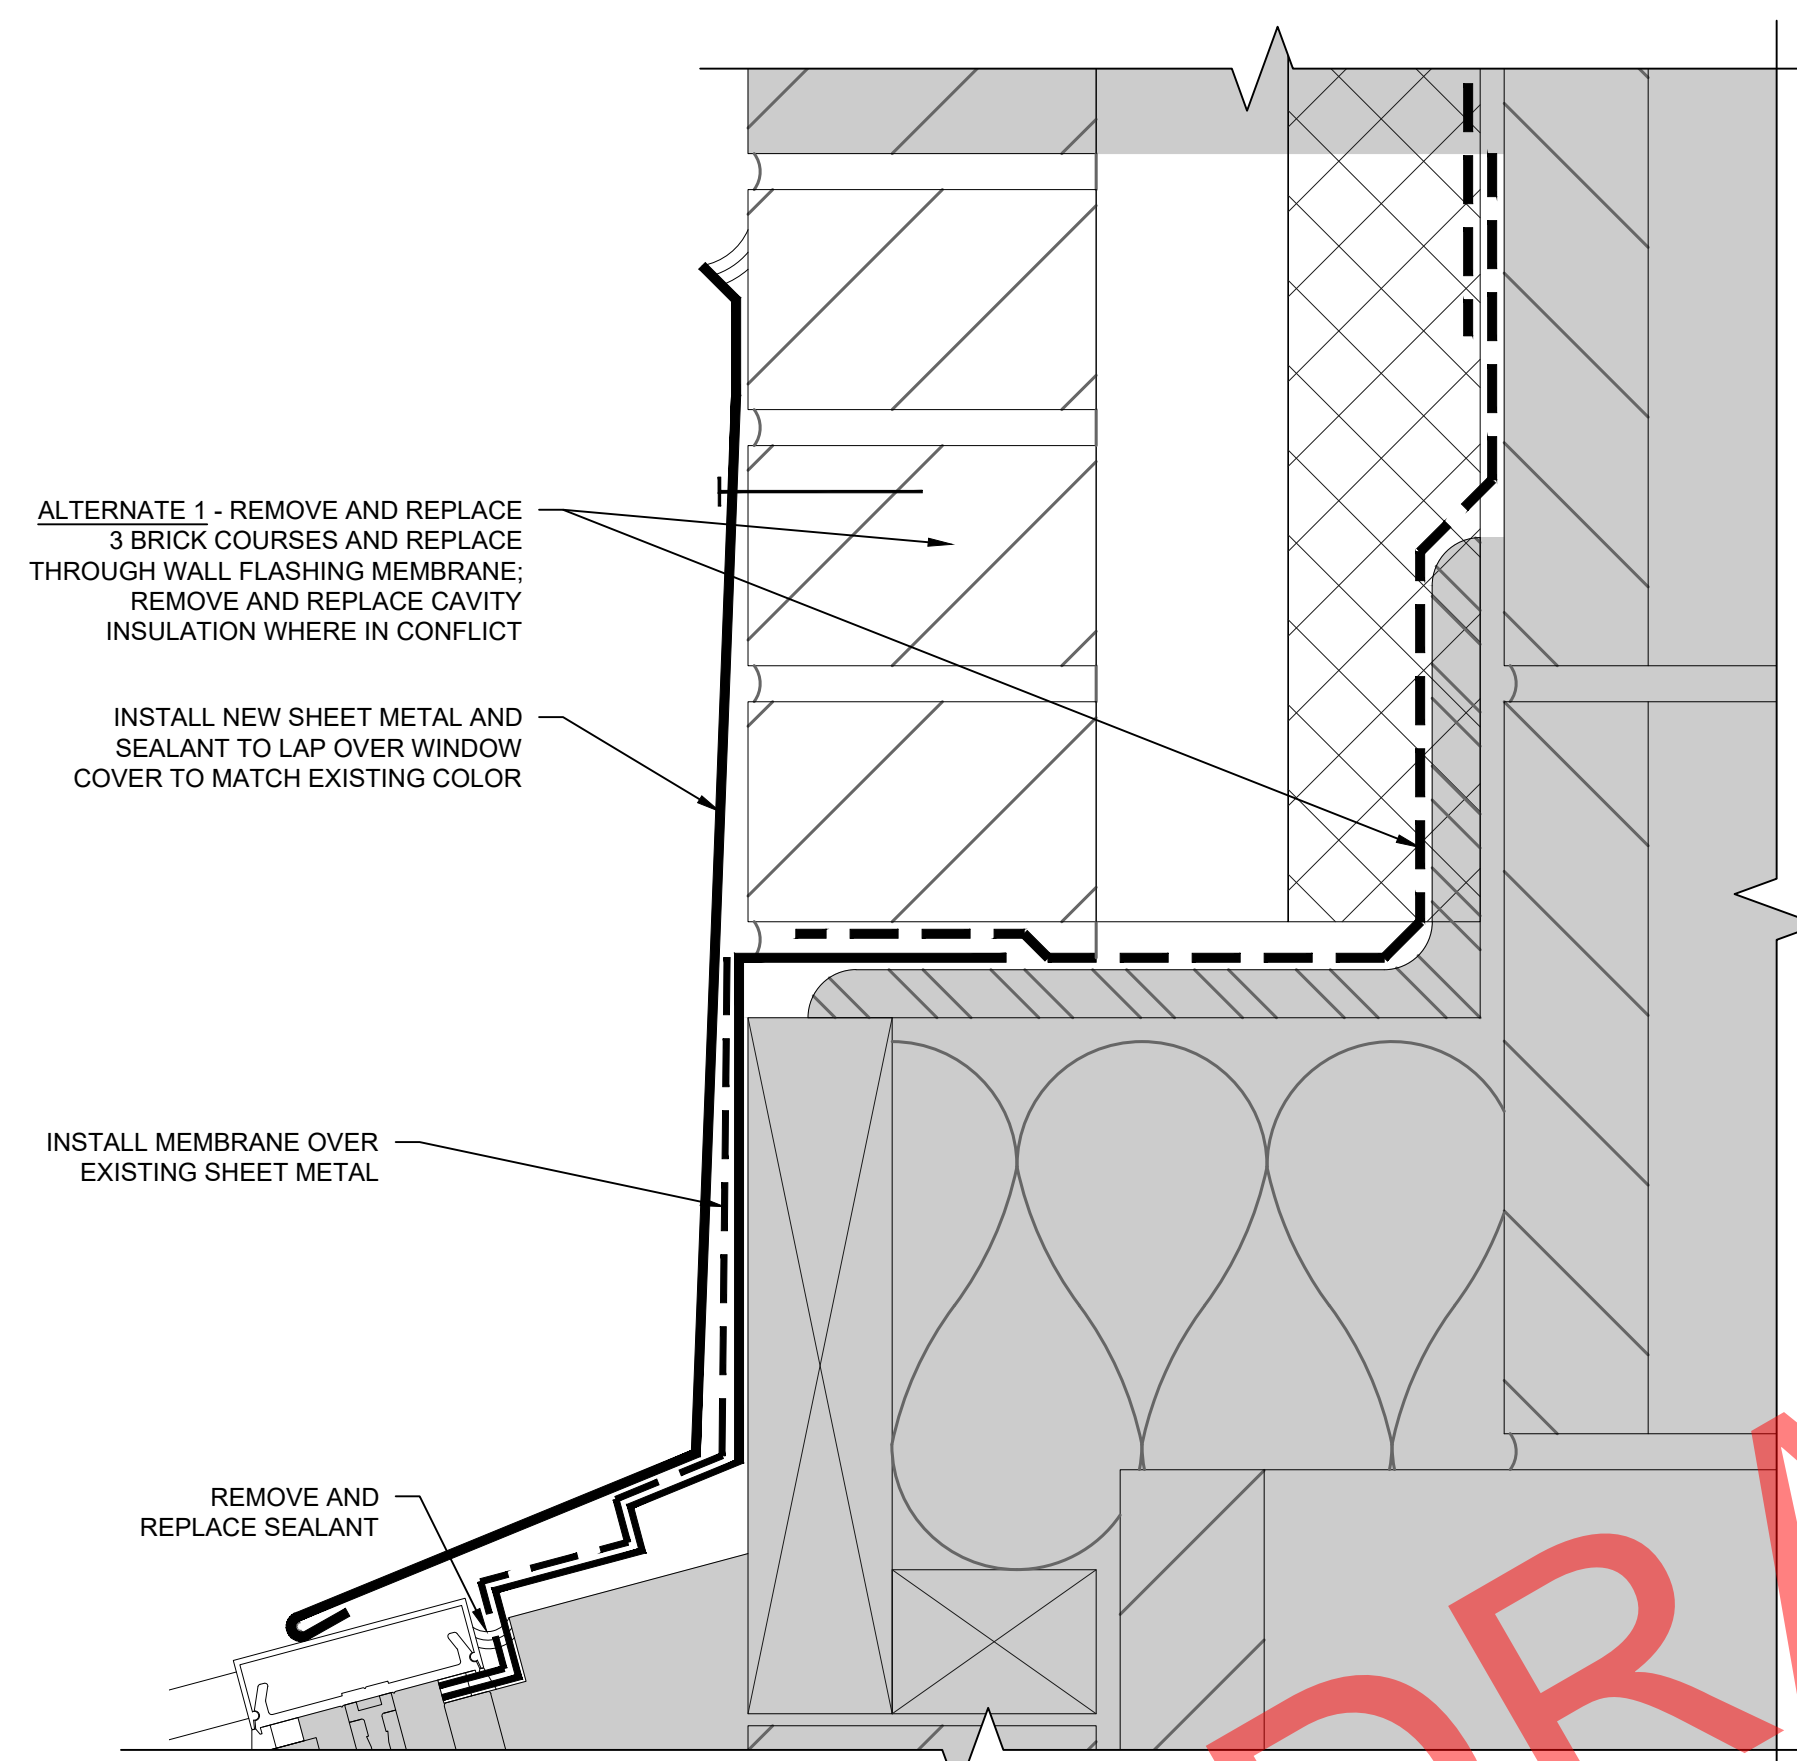 ALTERNATE 1 - REMOVE AND REPLACE
3 BRICK COURSES AND REPLACE
THROUGH WALL FLASHING MEMBRANE;
REMOVE AND REPLACE CAVITY
INSULATION WHERE IN CONFLICT
INSTALL NEW SHEET METAL AND
SEALANT TO LAP OVER WINDOW
COVER TO MATCH EXISTING COLOR
INSTALL MEMBRANE OVER
EXISTING SHEET METAL
REMOVE AND
REPLACE SEALANT